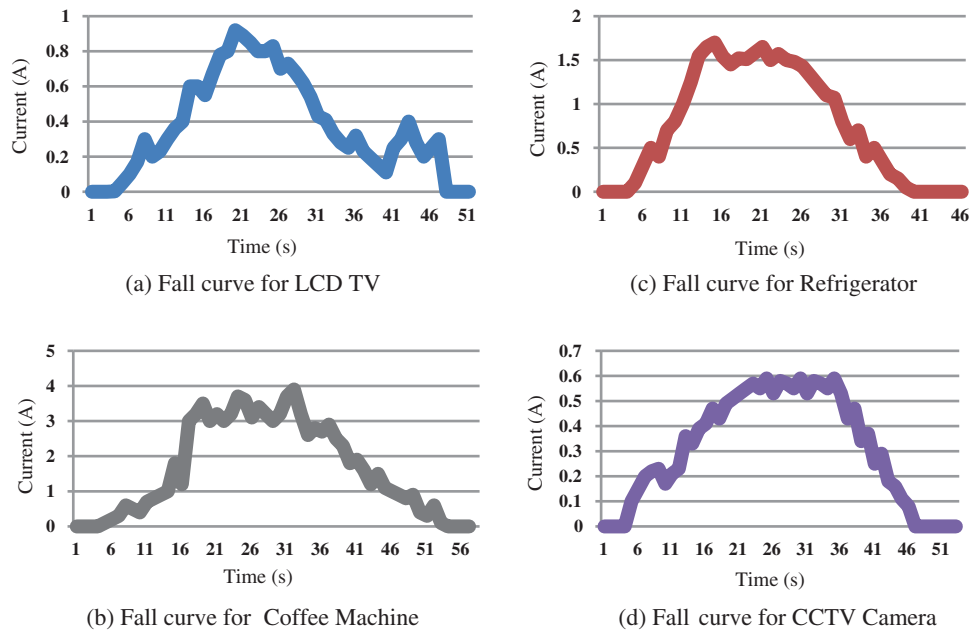 1
0.8
0.6
0.4
0.2
0
Current (A)
1 6 11 16 21 26 31 36 41 46 51
Time (s)
(a) Fall curve for LCD TV
2
1.5
1
0.5
0
Current (A)
1 6 11 16 21 26 31 36 41 46
Time (s)
(c) Fall curve for Refrigerator
5
4
3
2
1
0
Current (A)
1 6 11 16 21 26 31 36 41 46 51 56
Time (s)
(b) Fall curve for Coffee Machine
0.7
0.6
0.5
0.4
0.3
0.2
0.1
0
Current (A)
1 6 11 16 21 26 31 36 41 46 51
Time (s)
(d) Fall curve for CCTV Camera